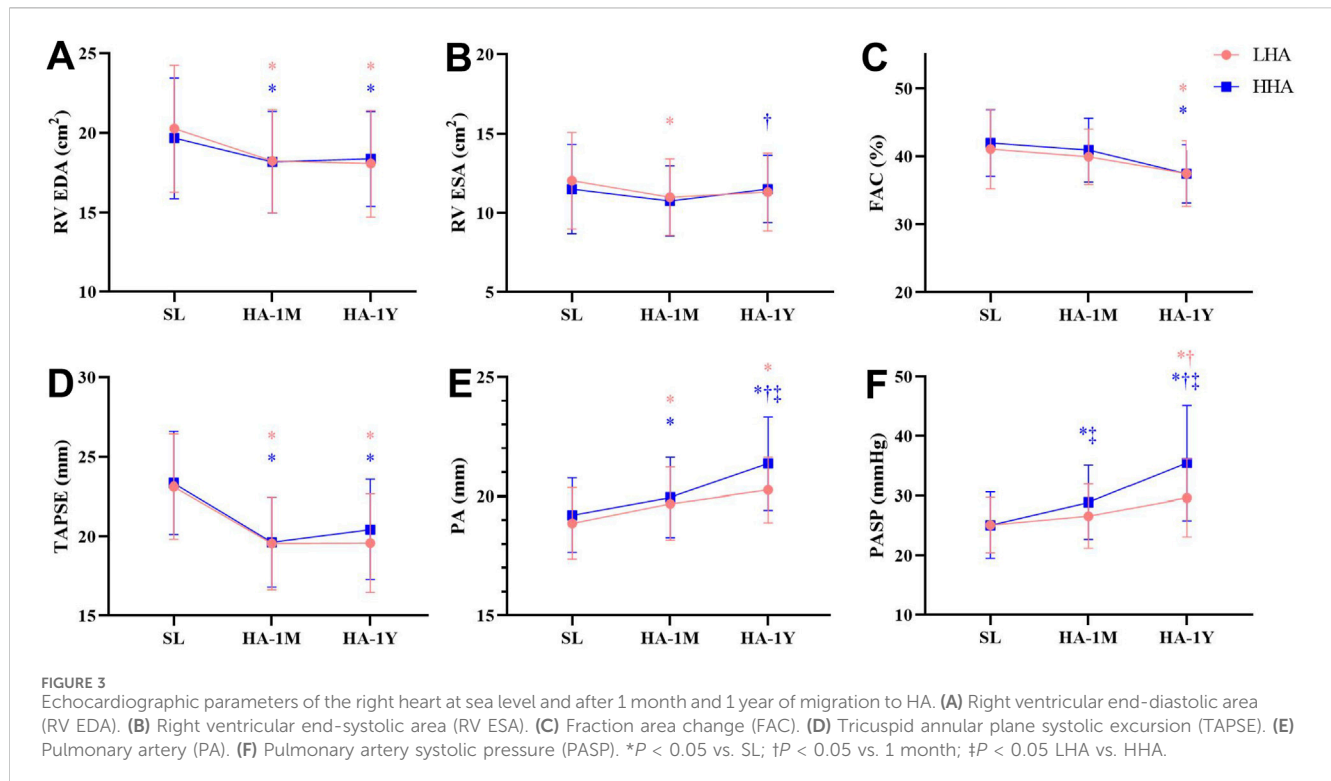 A
RV EDA (cm²)
25
20
15
10
* *
* *
SL HA-1M HA-1Y
B
RV ESA (cm²)
20
15
10
5
* †
SL HA-1M HA-1Y
C
FAC (%)
50
40
30
20
*
*
SL HA-1M HA-1Y
LHA
HHA
D
TAPSE (mm)
30
25
20
15
* *
* *
SL HA-1M HA-1Y
E
PA (mm)
25
20
15
*
* *†‡
*
SL HA-1M HA-1Y
F
PASP (mmHg)
50
40
30
20
10
*†
*‡ *†‡
SL HA-1M HA-1Y
FIGURE 3
Echocardiographic parameters of the right heart at sea level and after 1 month and 1 year of migration to HA. (A) Right ventricular end-diastolic area
(RV EDA). (B) Right ventricular end-systolic area (RV ESA). (C) Fraction area change (FAC). (D) Tricuspid annular plane systolic excursion (TAPSE). (E)
Pulmonary artery (PA). (F) Pulmonary artery systolic pressure (PASP). *P < 0.05 vs. SL; †P < 0.05 vs. 1 month; ‡P < 0.05 LHA vs. HHA.